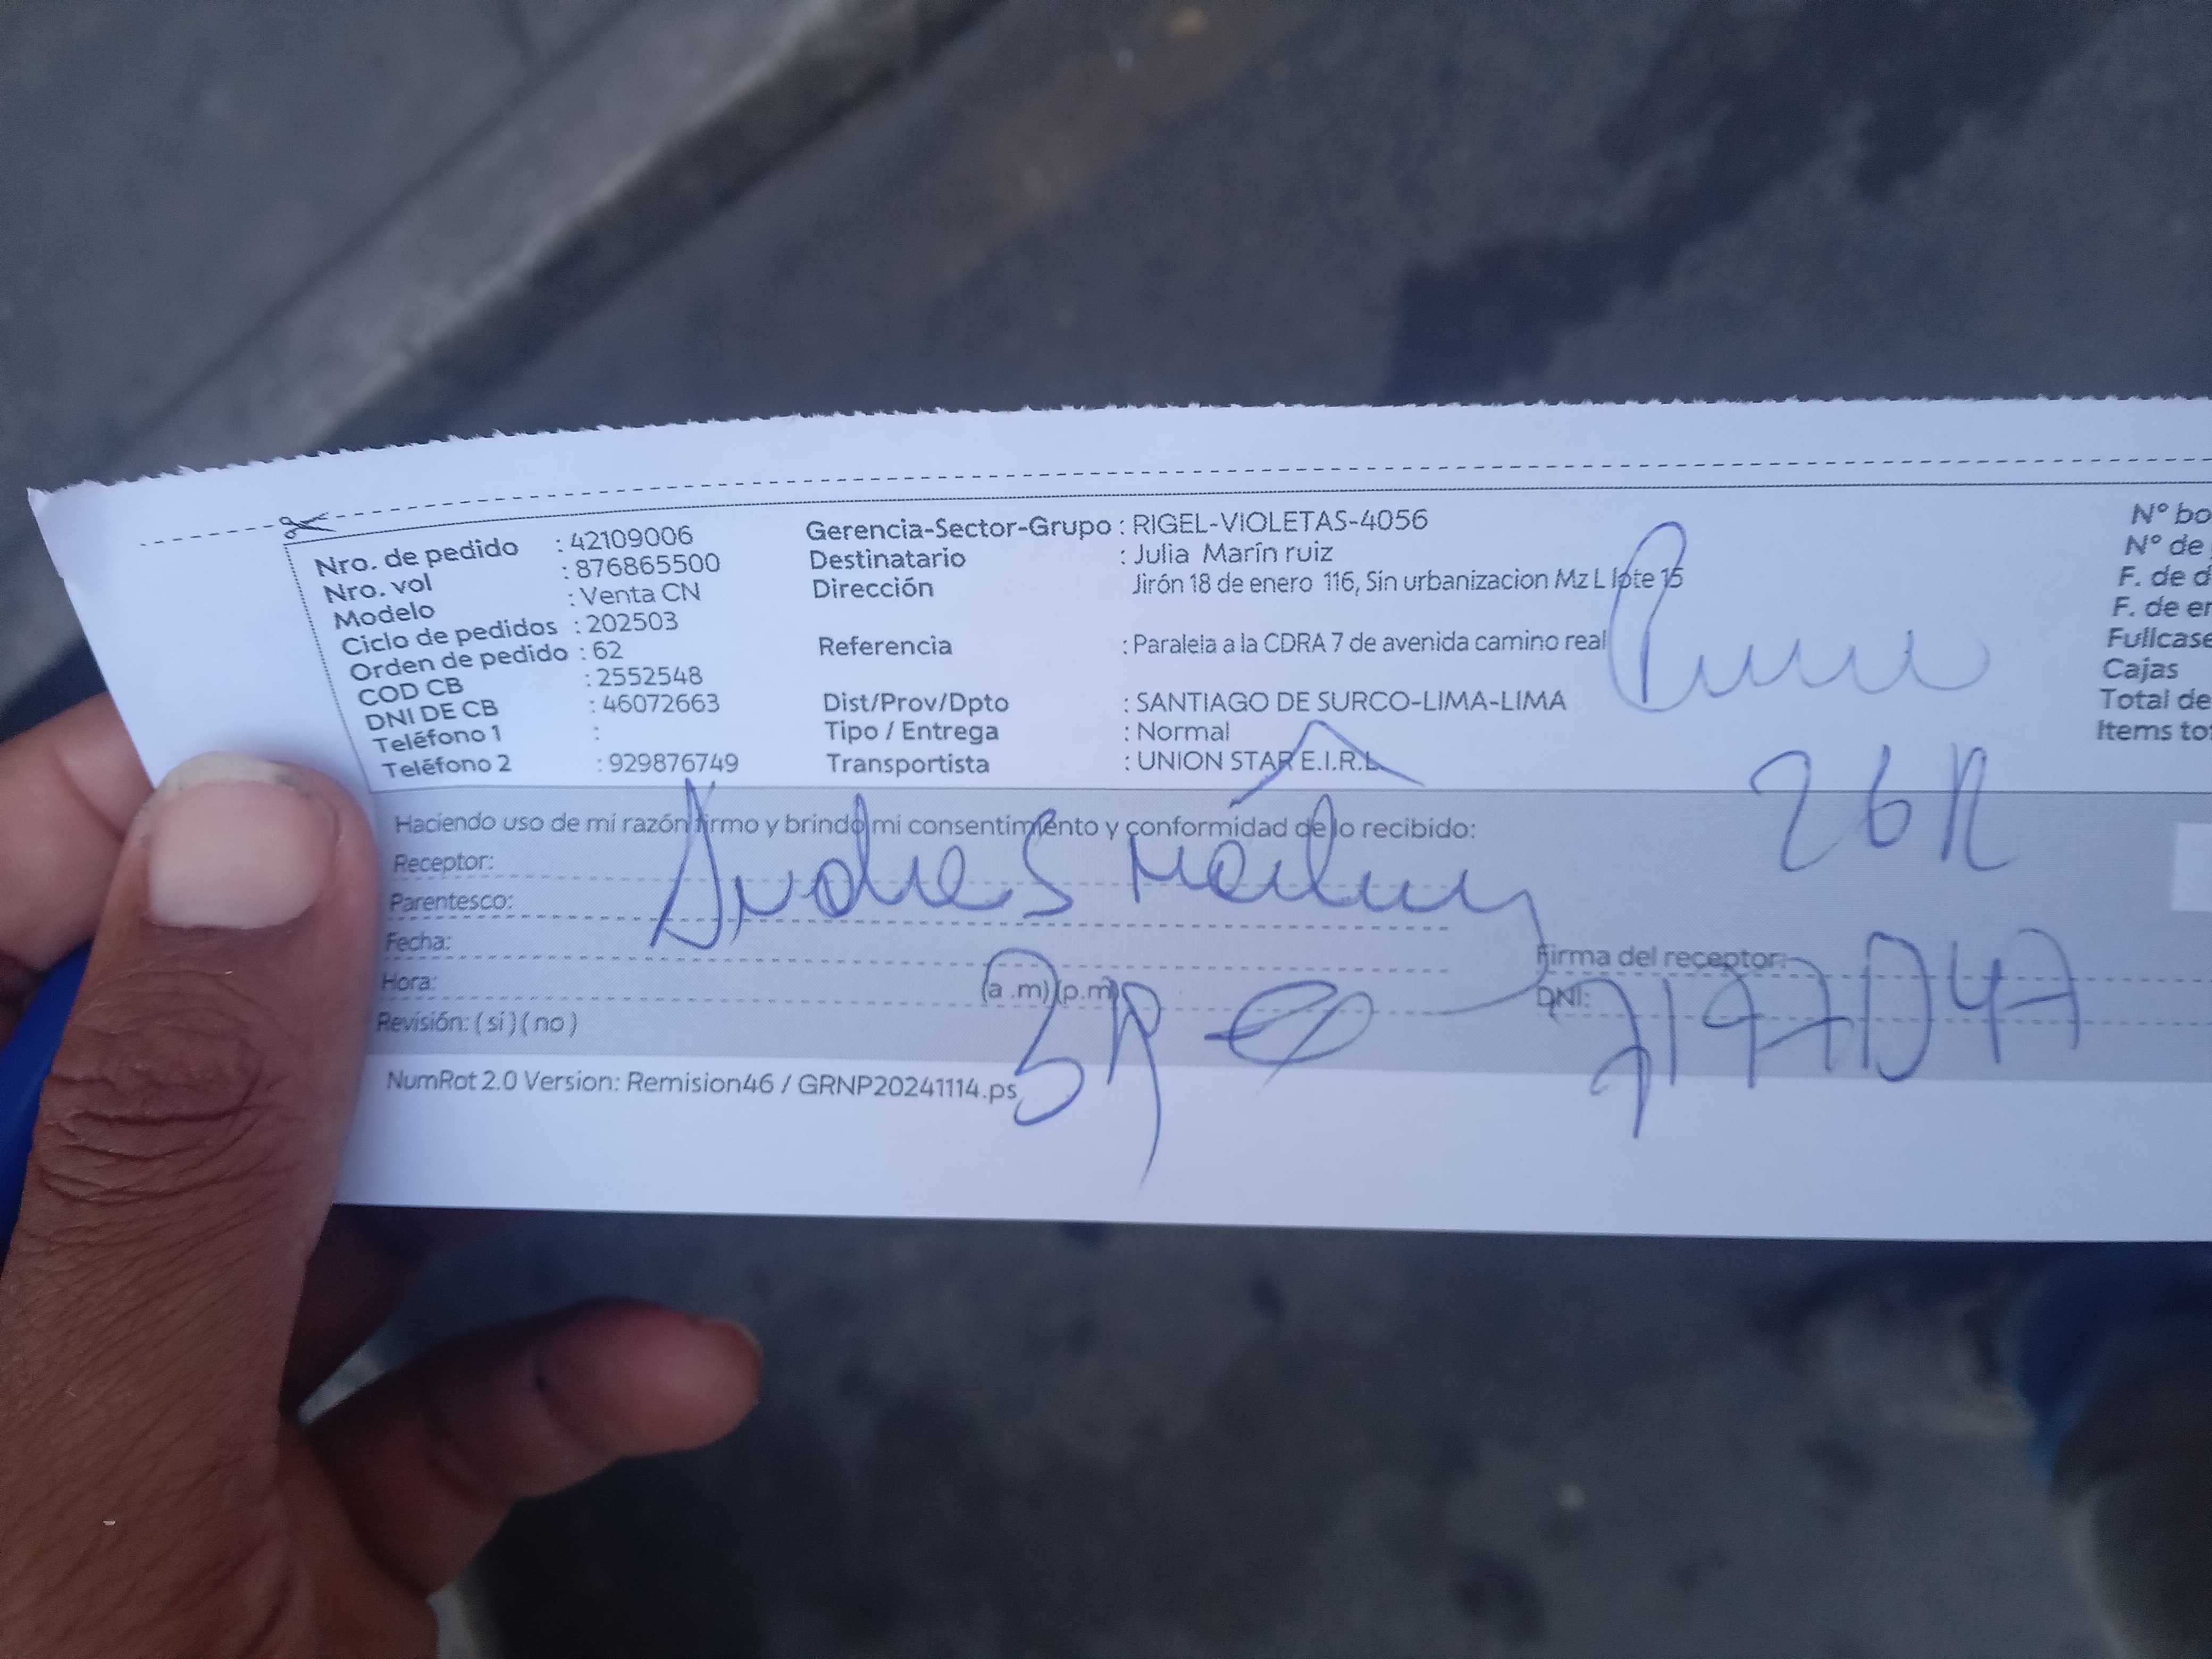 Nro. de pedido : 42109006
Nro. vol : 876865500
Modelo : Venta CN
Ciclo de pedidos : 202503
Orden de pedido : 62
COD CB : 2552548
DNI DE CB : 46072663
Teléfono 1 :
Teléfono 2 : 929876749
Gerencia-Sector-Grupo : RIGEL-VIOLETAS-4056
Destinatario : Julia Marín ruiz
Dirección Jirón 18 de enero 116, Sin urbanizacion Mz L lote 15
Referencia : Paralela a la CDRA 7 de avenida camino real
Dist/Prov/Dpto : SANTIAGO DE SURCO-LIMA-LIMA
Tipo / Entrega : Normal
Transportista : UNION STAR E.I.R.L
N° bo
N° de
F. de d
F. de er
Fullcase
Cajas
Total de
Items to
Haciendo uso de mi razón firmo y brindo mi consentimiento y conformidad de lo recibido:
Receptor: Andres
Parentesco:
Fecha:
Hora: (a .m) (p.m)
Revisión: ( si ) ( no )
Firma del receptor:
DNI:
NumRot 2.0 Version: Remision46 / GRNP20241114.ps